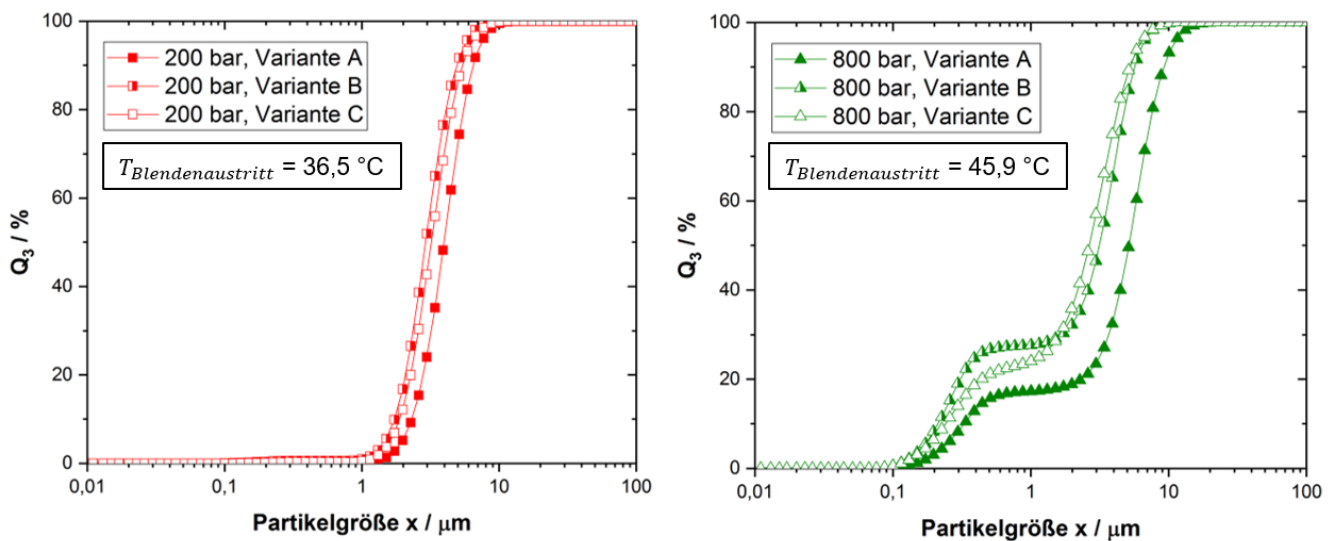 100
80
60
40
20
0
Q3 / %
200 bar, Variante A
200 bar, Variante B
200 bar, Variante C
TBlendenaustritt = 36,5 °C
0,01
0,1
1
10
100
Partikelgröße x / μm
100
80
60
40
20
0
Q3 / %
800 bar, Variante A
800 bar, Variante B
800 bar, Variante C
TBlendenaustritt = 45,9 °C
0,01
0,1
1
10
100
Partikelgröße x / μm